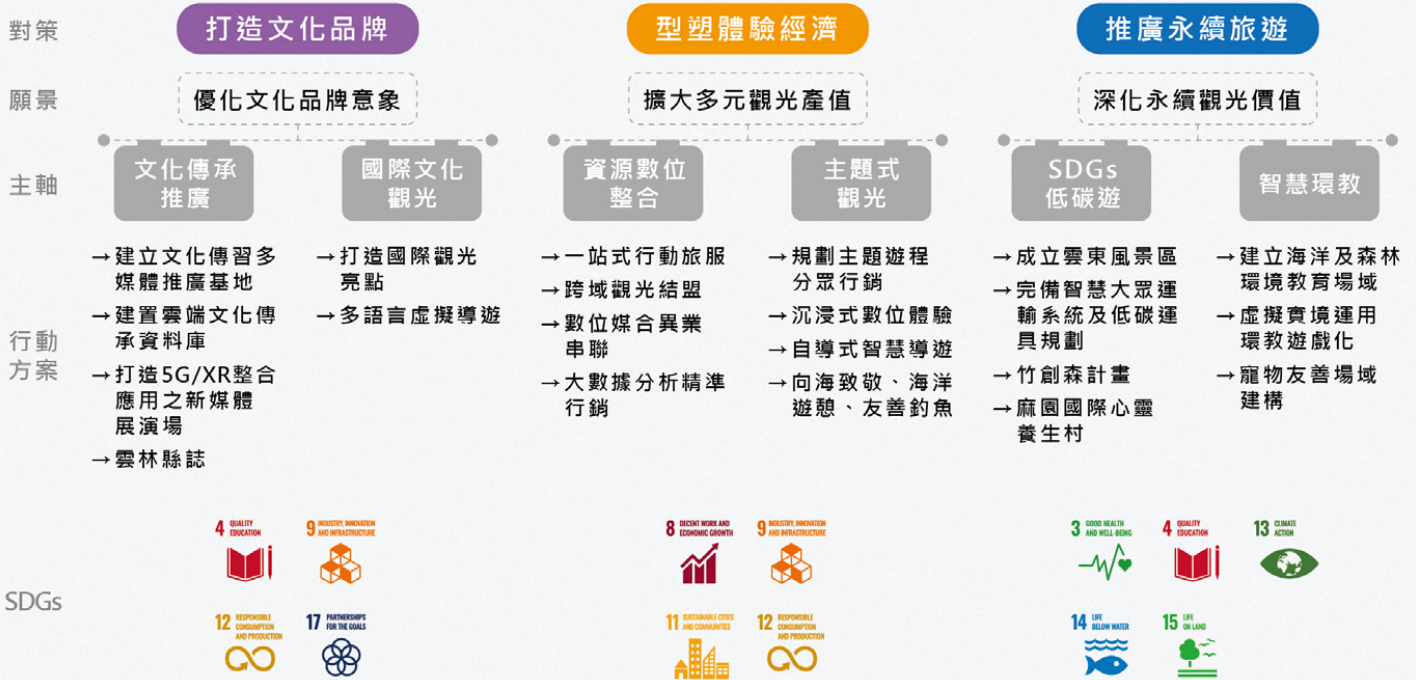 對策
打造文化品牌
型塑體驗經濟
推廣永續旅遊
願景
優化文化品牌意象
擴大多元觀光產值
深化永續觀光價值
主軸
文化傳承
推廣
國際文化
觀光
資源數位
整合
主題式
觀光
SDGs
低碳遊
智慧環教
行動
方案
→建立文化傳習多
媒體推廣基地
→建置雲端文化傳
承資料庫
→打造5G/XR整合
應用之新媒體
展演場
→雲林縣誌
→打造國際觀光
亮點
→多語言虛擬導遊
→一站式行動旅服
→跨域觀光結盟
→數位媒合異業
串聯
→大數據分析精準
行銷
→規劃主題遊程
分眾行銷
→沉浸式數位體驗
→自導式智慧導遊
→向海致敬、海洋
遊憩、友善釣魚
→成立雲東風景區
→完備智慧大眾運
輸系統及低碳運
具規劃
→竹創森計畫
→麻園國際心靈
養生村
→建立海洋及森林
環境教育場域
→虛擬實境運用
環教遊戲化
→寵物友善場域
建構
SDGs
4 QUALITY
EDUCATION
9 INDUSTRY, INNOVATION
AND INFRASTRUCTURE
12 RESPONSIBLE
CONSUMPTION
AND PRODUCTION
17 PARTNERSHIPS
FOR THE GOALS
8 DECENT WORK AND
ECONOMIC GROWTH
9 INDUSTRY, INNOVATION
AND INFRASTRUCTURE
11 SUSTAINABLE CITIES
AND COMMUNITIES
12 RESPONSIBLE
CONSUMPTION
AND PRODUCTION
3 GOOD HEALTH
AND WELL-BEING
4 QUALITY
EDUCATION
13 CLIMATE
ACTION
14 LIFE
BELOW WATER
15 LIFE
ON LAND